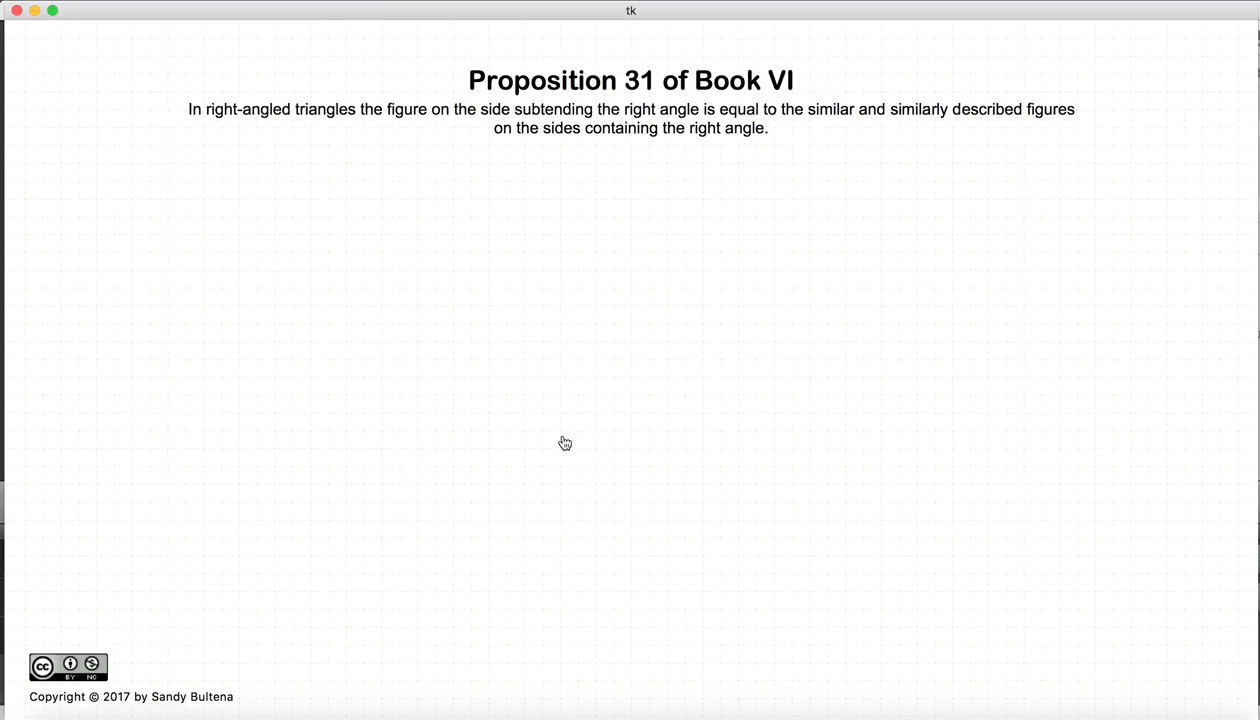 tk
Proposition 31 of Book VI
In right-angled triangles the figure on the side subtending the right angle is equal to the similar and similarly described figures
on the sides containing the right angle.
cc
BY NC
Copyright © 2017 by Sandy Bultena